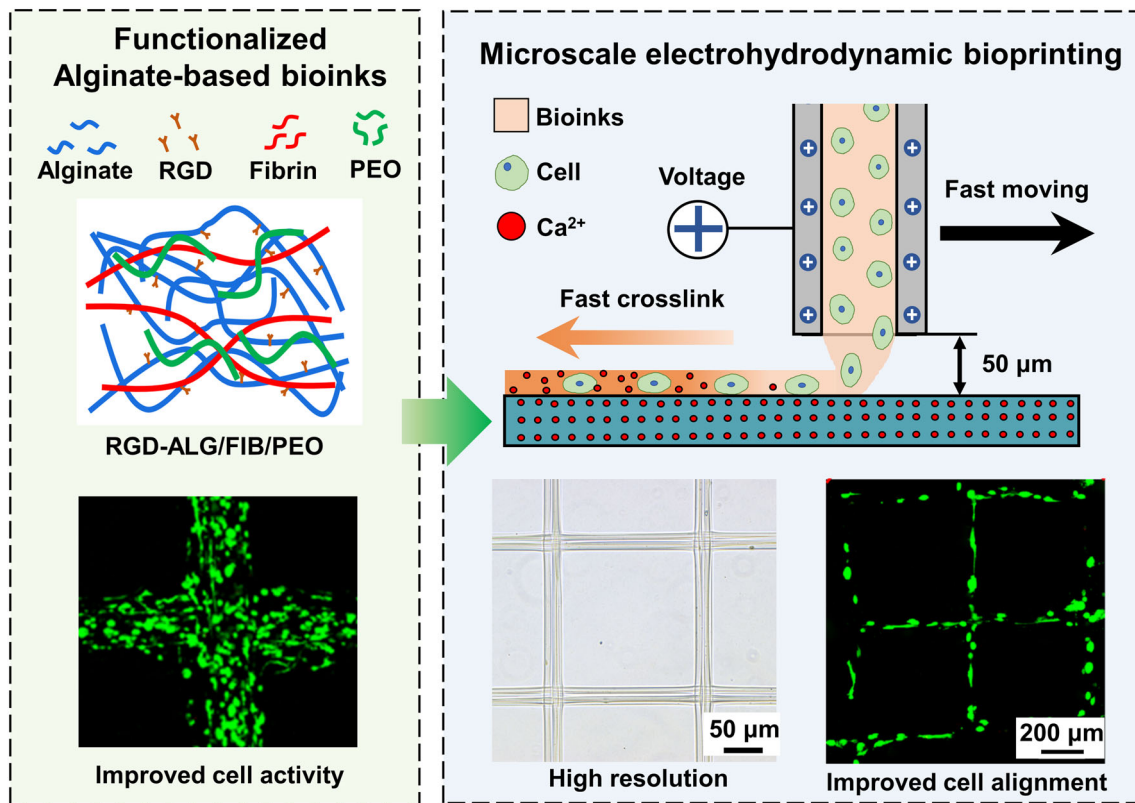 Functionalized
Alginate-based bioinks
Alginate
RGD
Fibrin
PEO
RGD-ALG/FIB/PEO
Improved cell activity
Microscale electrohydrodynamic bioprinting
Bioinks
Cell
Ca²⁺
Voltage
+
+ +
+ +
+ +
+ +
Fast moving
Fast crosslink
50 μm
50 μm
High resolution
200 μm
Improved cell alignment